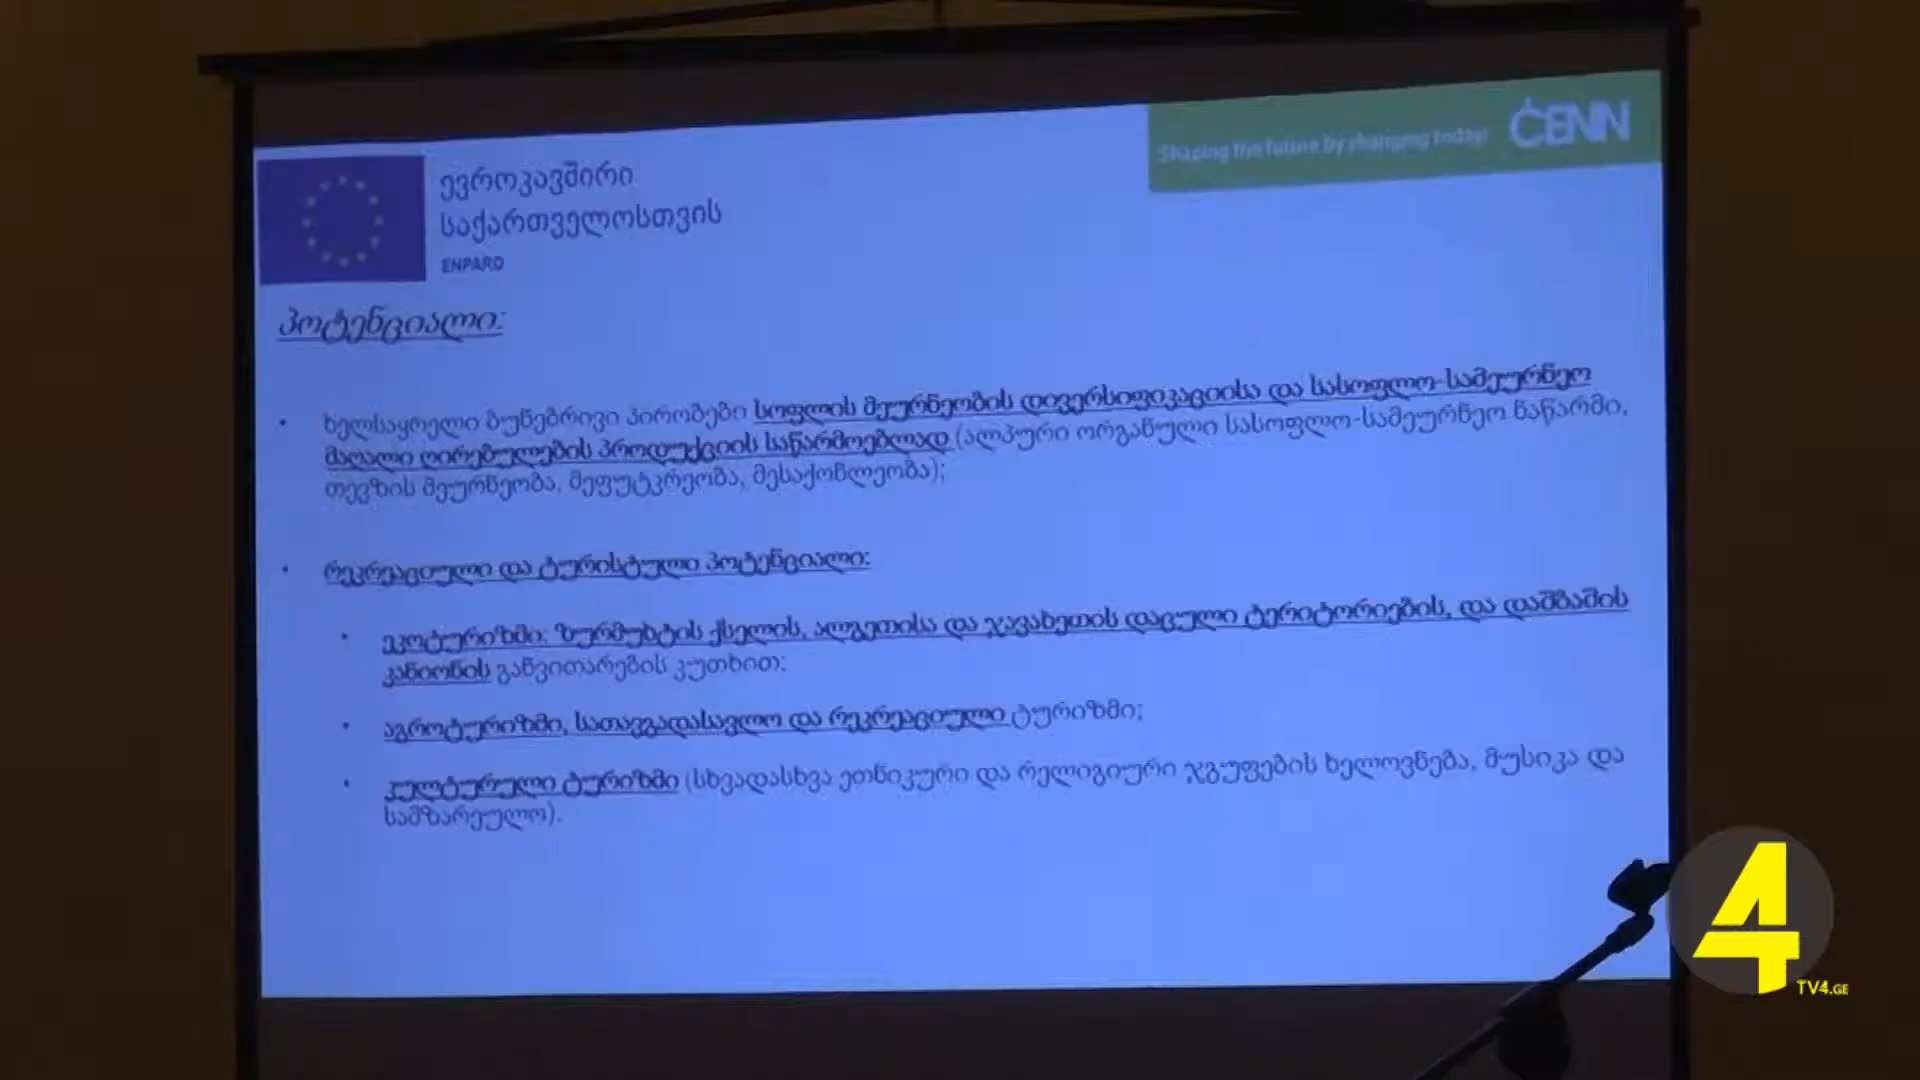 ევროკავშირი
საქართველოსთვის
ENPARD
Shaping the future by changing today!
CENN
პოტენციალი:
• ხელსაყრელი ბუნებრივი პირობები სოფლის მეურნეობის დივერსიფიკაციისა და სასოფლო-სამეურნეო
მაღალი ღირებულების პროდუქციის საწარმოებლად (ალპური ორგანული სასოფლო-სამეურნეო ნაწარმი,
თევზის მეურნეობა, მეფუტკრეობა, მესაქონლეობა);
• რეკრეაციული და ტურისტული პოტენციალი:
• ეკოტურიზმი: ზურმუხტის ქსელის, ალგეთისა და ჯავახეთის დაცული ტერიტორიების, და დაშბაშის
კანიონის განვითარების კუთხით;
• აგროტურიზმი, სათავგადასავლო და რეკრეაციული ტურიზმი;
• კულტურული ტურიზმი (სხვადასხვა ეთნიკური და რელიგიური ჯგუფების ხელოვნება, მუსიკა და
სამზარეულო).
4
TV4.GE